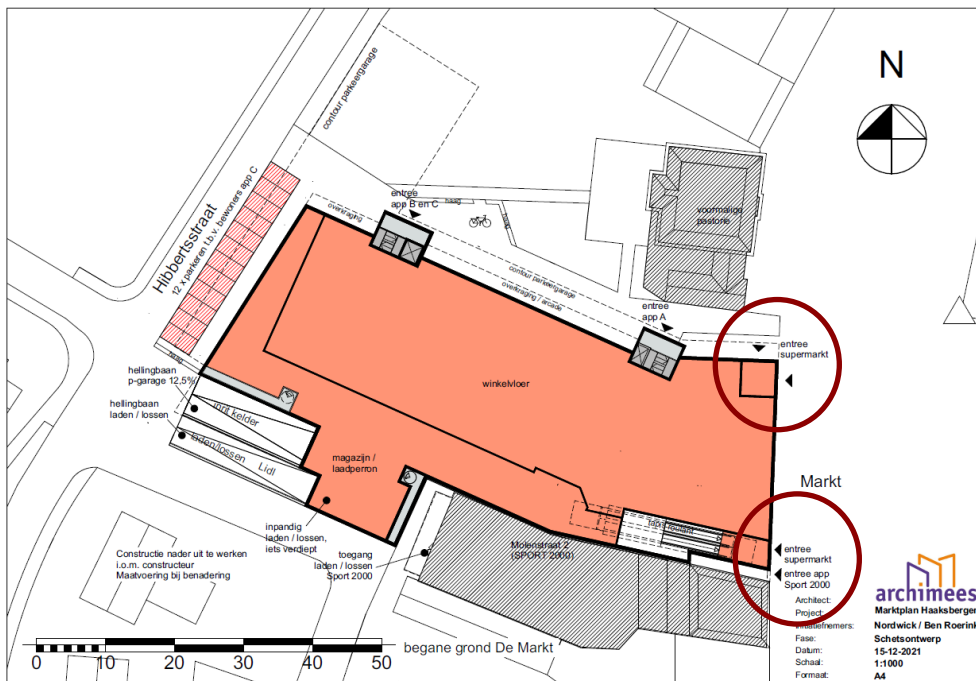 N
contour parkeergarage
Hibbertsstraat
12 x parkeren t.b.v. bewoners app C
entree
app B en C
overkraging
haag
haag
voormalige
pastorie
contour parkeergarage
overkraging / arcade
entree
app A
entree
supermarkt
haag
hellingbaan
p-garage 12,5%
hellingbaan
laden / lossen
inrit kelder
laden/lossen Lidl
winkelvloer
magazijn /
laadperron
Markt
tapis roulant
inpandig
laden / lossen,
iets verdiept
toegang
laden / lossen
Sport 2000
Molenstraat 2
(SPORT 2000)
entree
supermarkt
entree app
Sport 2000
Constructie nader uit te werken
i.o.m. constructeur
Maatvoering bij benadering
archimees
Architect:
Project: Marktplan Haaksbergen
Nordwick / Ben Roerink
Fase: Schetsontwerp
Datum: 15-12-2021
Schaal: 1:1000
Formaat: A4
0 10 20 30 40 50
begane grond De Markt